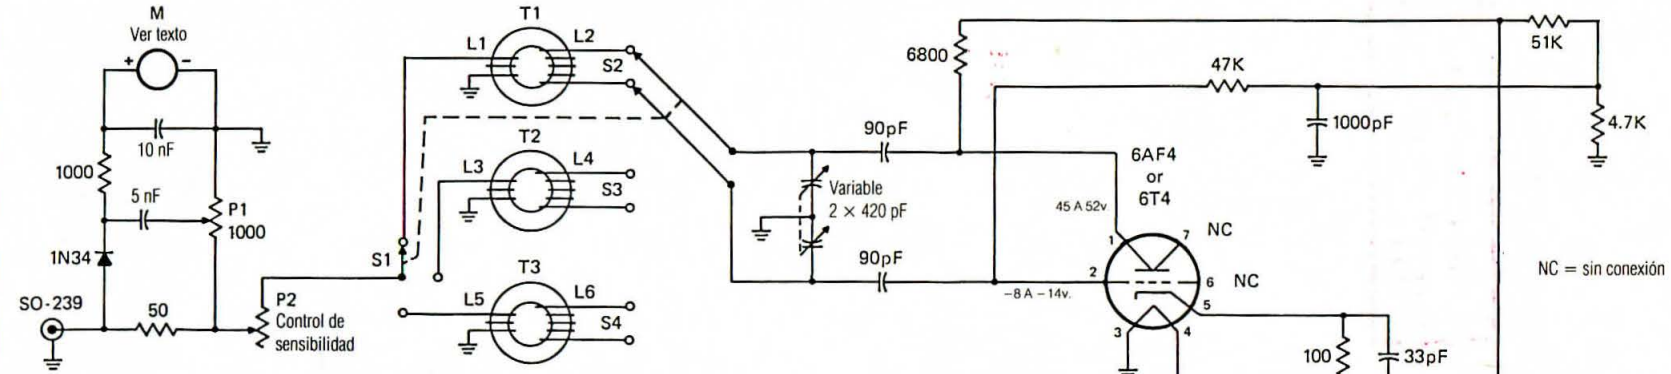 M
Ver texto
+
-
10 nF
1000
5 nF
P1
1000
1N34
SO-239
50
P2
Control de
sensibilidad
S1
T1
L1
L2
S2
T2
L3
L4
S3
T3
L5
L6
S4
90pF
Variable
2 × 420 pF
90pF
6800
47K
51K
1000pF
4.7K
6AF4
or
6T4
45 A 52v
-8 A - 14v.
1
7
NC
2
6
NC
5
3
4
NC = sin conexión
100
33pF